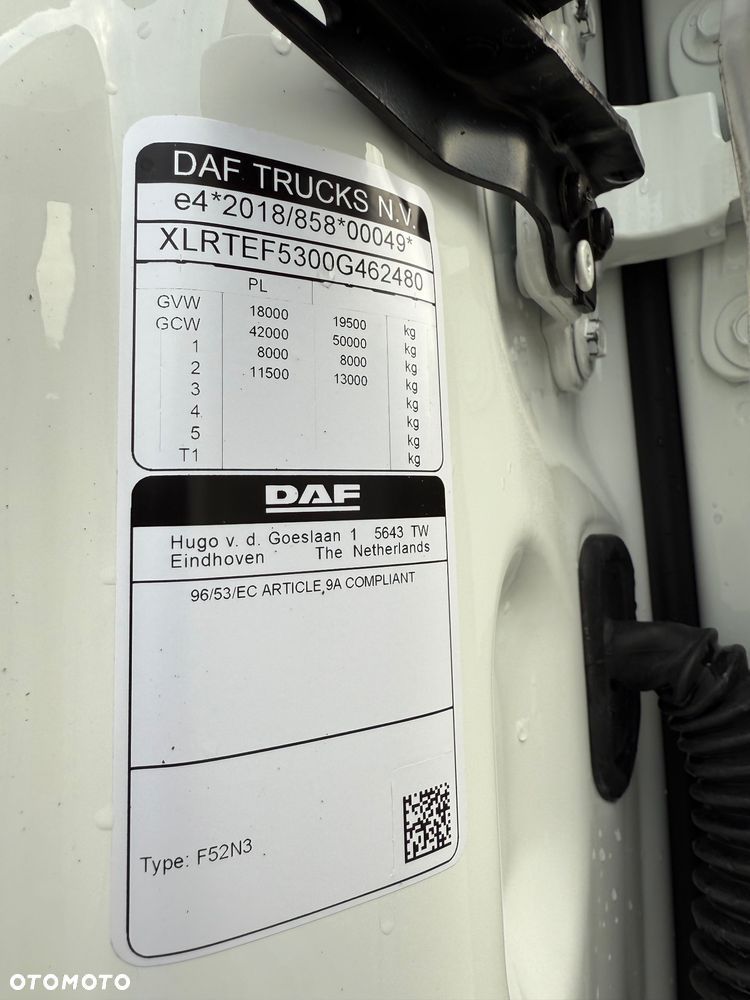 DAF TRUCKS N.V.
e4*2018/858*00049*
XLRTEF5300G462480
PL
GVW 18000 19500 kg
GCW 42000 50000 kg
1 8000 8000 kg
2 11500 13000 kg
3 kg
4 kg
5 kg
T1 kg
DAF
Hugo v. d. Goeslaan 1 5643 TW
Eindhoven The Netherlands
96/53/EC ARTICLE 9A COMPLIANT
Type: F52N3
OTOMOTO